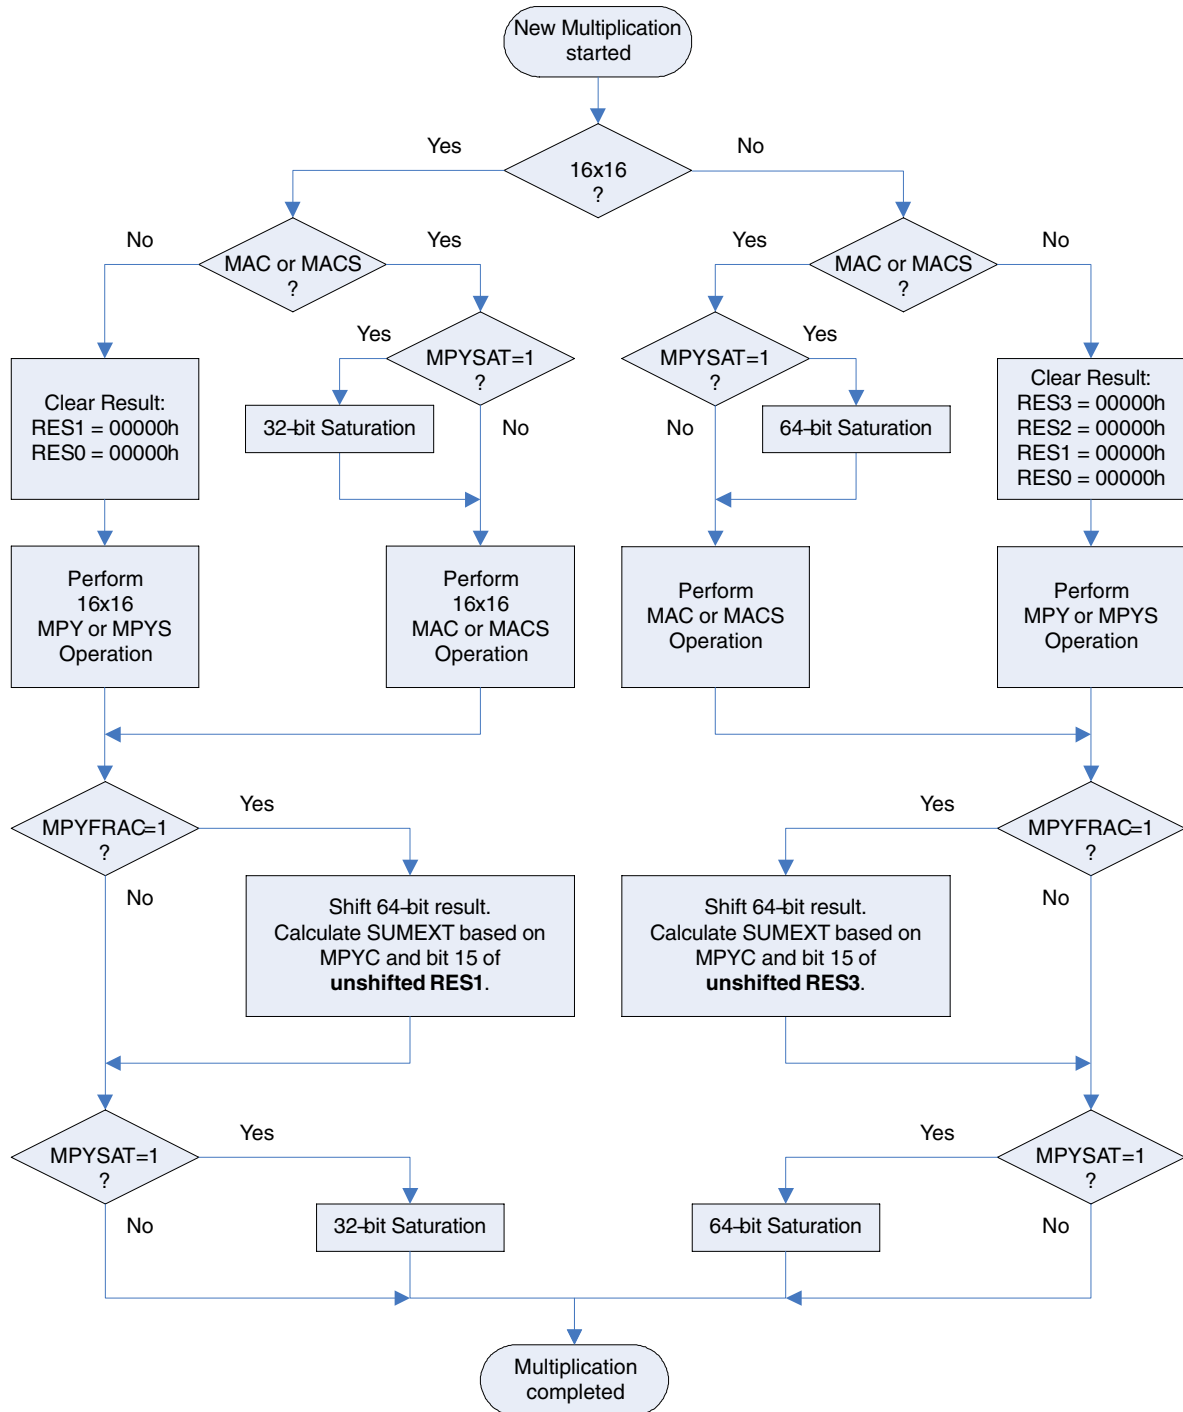 New Multiplication
started
Yes
No
16x16
?
No
Yes
Yes
No
MAC or MACS
?
MAC or MACS
?
Yes
Yes
MPYSAT=1
?
MPYSAT=1
?
Clear Result:
RES1 = 00000h
RES0 = 00000h
32-bit Saturation
No
No
64-bit Saturation
Clear Result:
RES3 = 00000h
RES2 = 00000h
RES1 = 00000h
RES0 = 00000h
Perform
16x16
MPY or MPYS
Operation
Perform
16x16
MAC or MACS
Operation
Perform
MAC or MACS
Operation
Perform
MPY or MPYS
Operation
Yes
Yes
MPYFRAC=1
?
MPYFRAC=1
?
No
No
Shift 64-bit result.
Calculate SUMEXT based on
MPYC and bit 15 of
unshifted RES1.
Shift 64-bit result.
Calculate SUMEXT based on
MPYC and bit 15 of
unshifted RES3.
Yes
Yes
MPYSAT=1
?
MPYSAT=1
?
No
32-bit Saturation
64-bit Saturation
No
Multiplication
completed